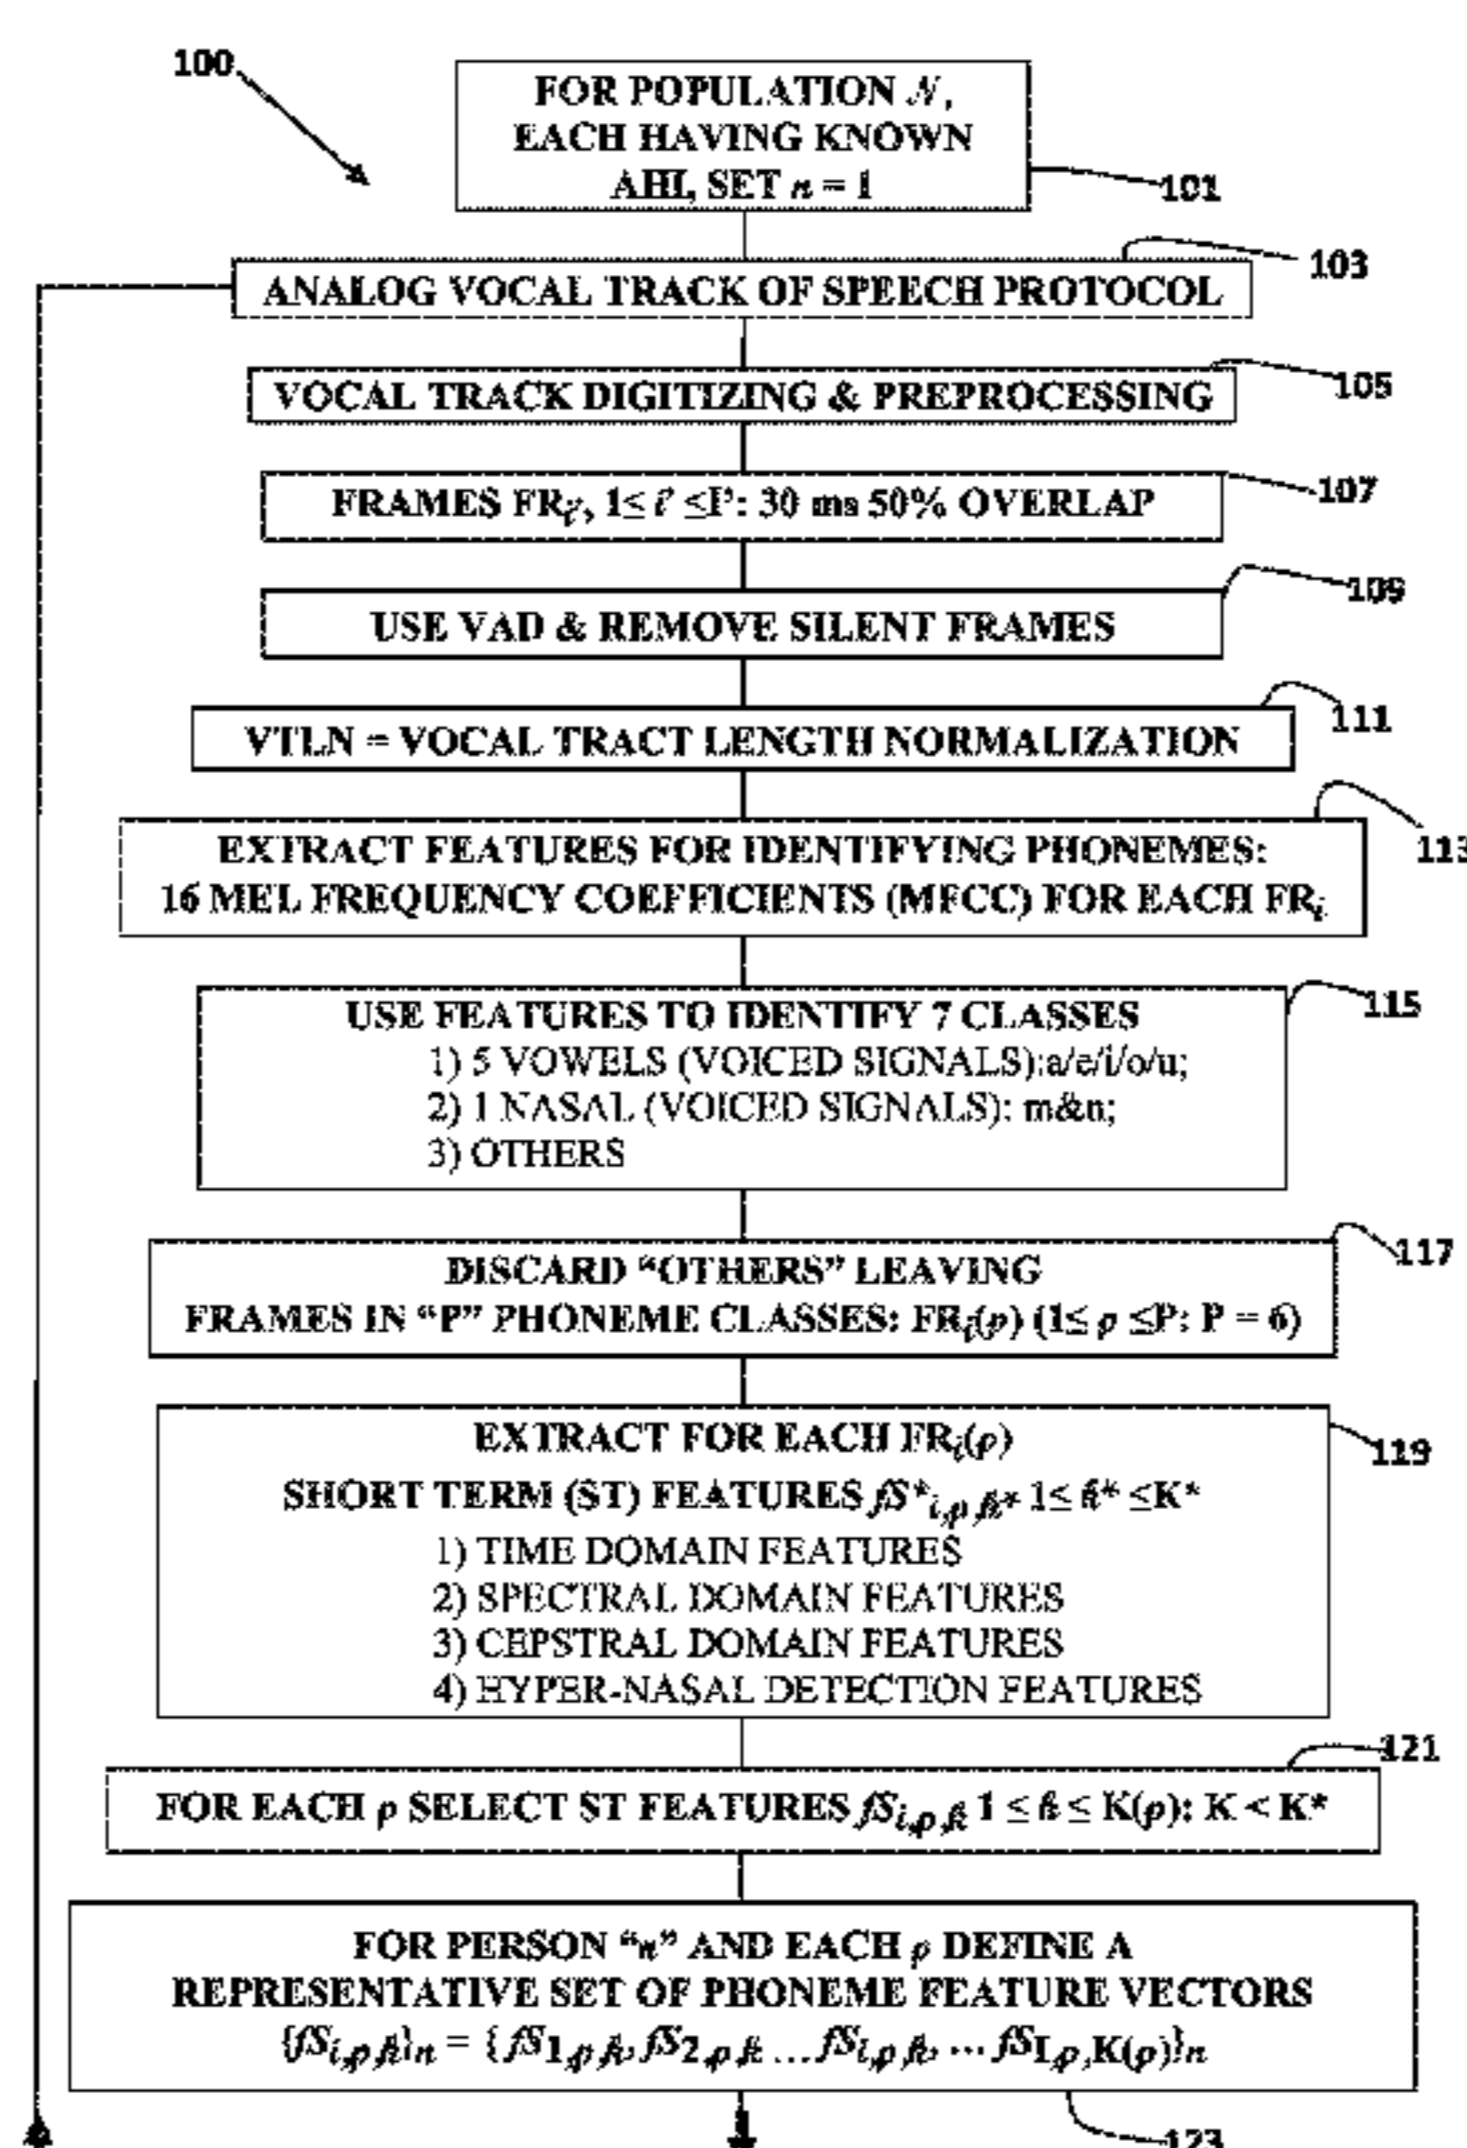 100
FOR POPULATION N,
EACH HAVING KNOWN
AHI, SET n = 1
101
ANALOG VOCAL TRACK OF SPEECH PROTOCOL
103
VOCAL TRACK DIGITIZING & PREPROCESSING
105
FRAMES FRi', 1≤ i' ≤I': 30 ms 50% OVERLAP
107
USE VAD & REMOVE SILENT FRAMES
109
VTLN = VOCAL TRACT LENGTH NORMALIZATION
111
EXTRACT FEATURES FOR IDENTIFYING PHONEMES:
16 MEL FREQUENCY COEFFICIENTS (MFCC) FOR EACH FRi
113
USE FEATURES TO IDENTIFY 7 CLASSES
1) 5 VOWELS (VOICED SIGNALS):a/e/i/o/u;
2) 1 NASAL (VOICED SIGNALS): m&n;
3) OTHERS
115
DISCARD “OTHERS” LEAVING
FRAMES IN “P” PHONEME CLASSES: FRi(p) (1≤ p ≤P: P = 6)
117
EXTRACT FOR EACH FRi(p)
SHORT TERM (ST) FEATURES fS*i,p,k* 1≤ k* ≤K*
1) TIME DOMAIN FEATURES
2) SPECTRAL DOMAIN FEATURES
3) CEPSTRAL DOMAIN FEATURES
4) HYPER-NASAL DETECTION FEATURES
119
FOR EACH p SELECT ST FEATURES fSi,p,k 1 ≤ k ≤ K(p): K < K*
121
FOR PERSON “n” AND EACH p DEFINE A
REPRESENTATIVE SET OF PHONEME FEATURE VECTORS
{fSi,p,k}n = { fS1,p,k, fS2,p,k ... fSi,p,k, ... fSI,p,K(p)}n
123